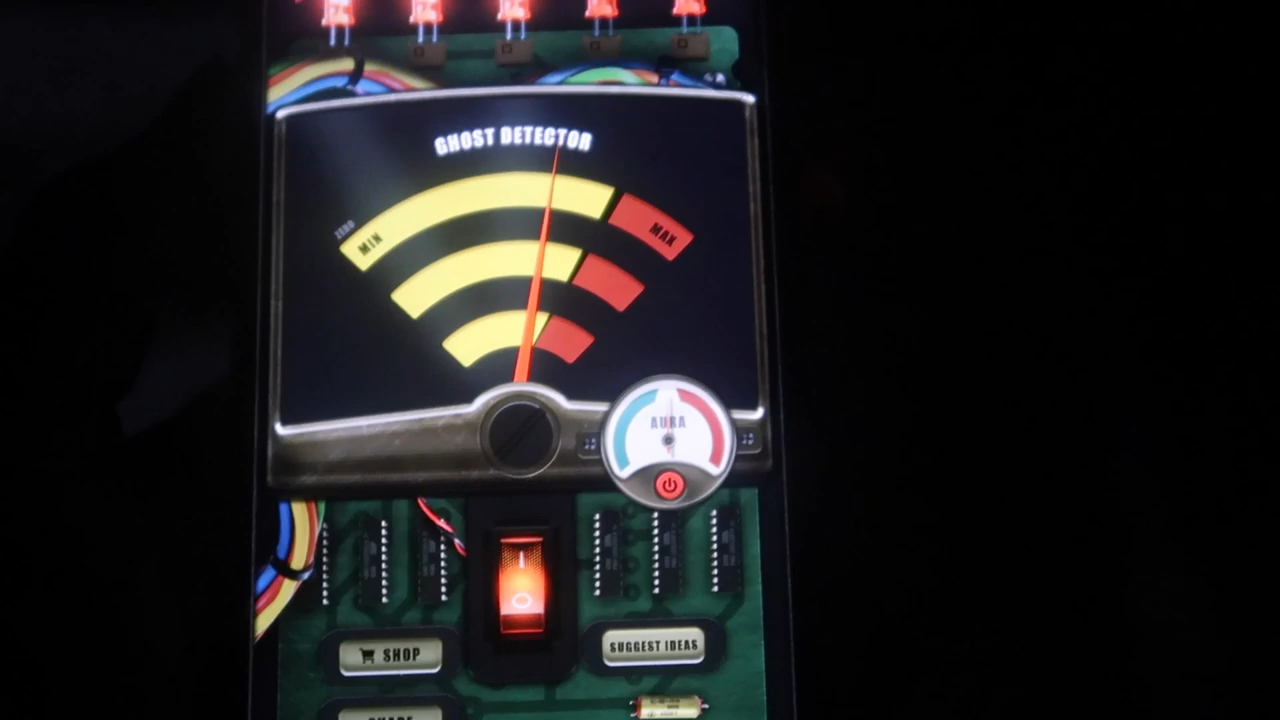 GHOST DETECTOR
ZERO
MIN
MAX
AURA
SHOP
SUGGEST IDEAS